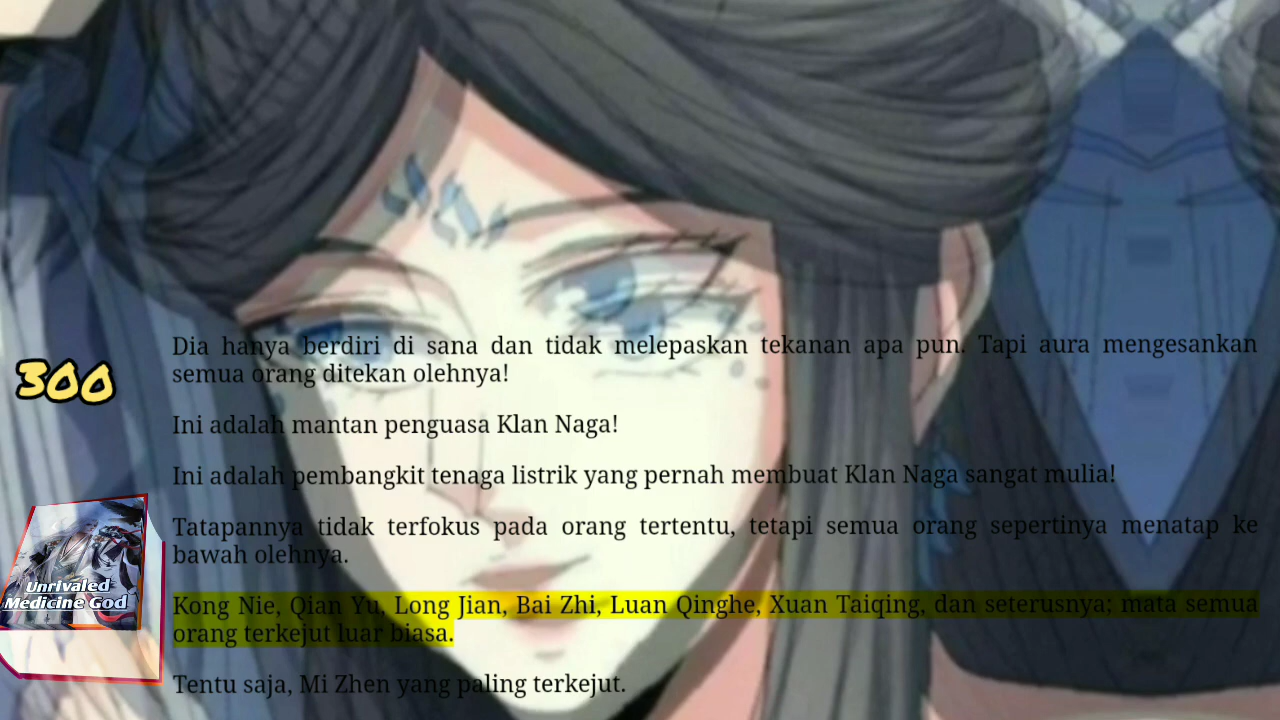 Dia hanya berdiri di sana dan tidak melepaskan tekanan apa pun. Tapi aura mengesankan
semua orang ditekan olehnya!
300
Ini adalah mantan penguasa Klan Naga!
Ini adalah pembangkit tenaga listrik yang pernah membuat Klan Naga sangat mulia!
Tatapannya tidak terfokus pada orang tertentu, tetapi semua orang sepertinya menatap ke
bawah olehnya.
Unrivaled
Medicine God
Kong Nie, Qian Yu, Long Jian, Bai Zhi, Luan Qinghe, Xuan Taiqing, dan seterusnya; mata semua
orang terkejut luar biasa.
Tentu saja, Mi Zhen yang paling terkejut.